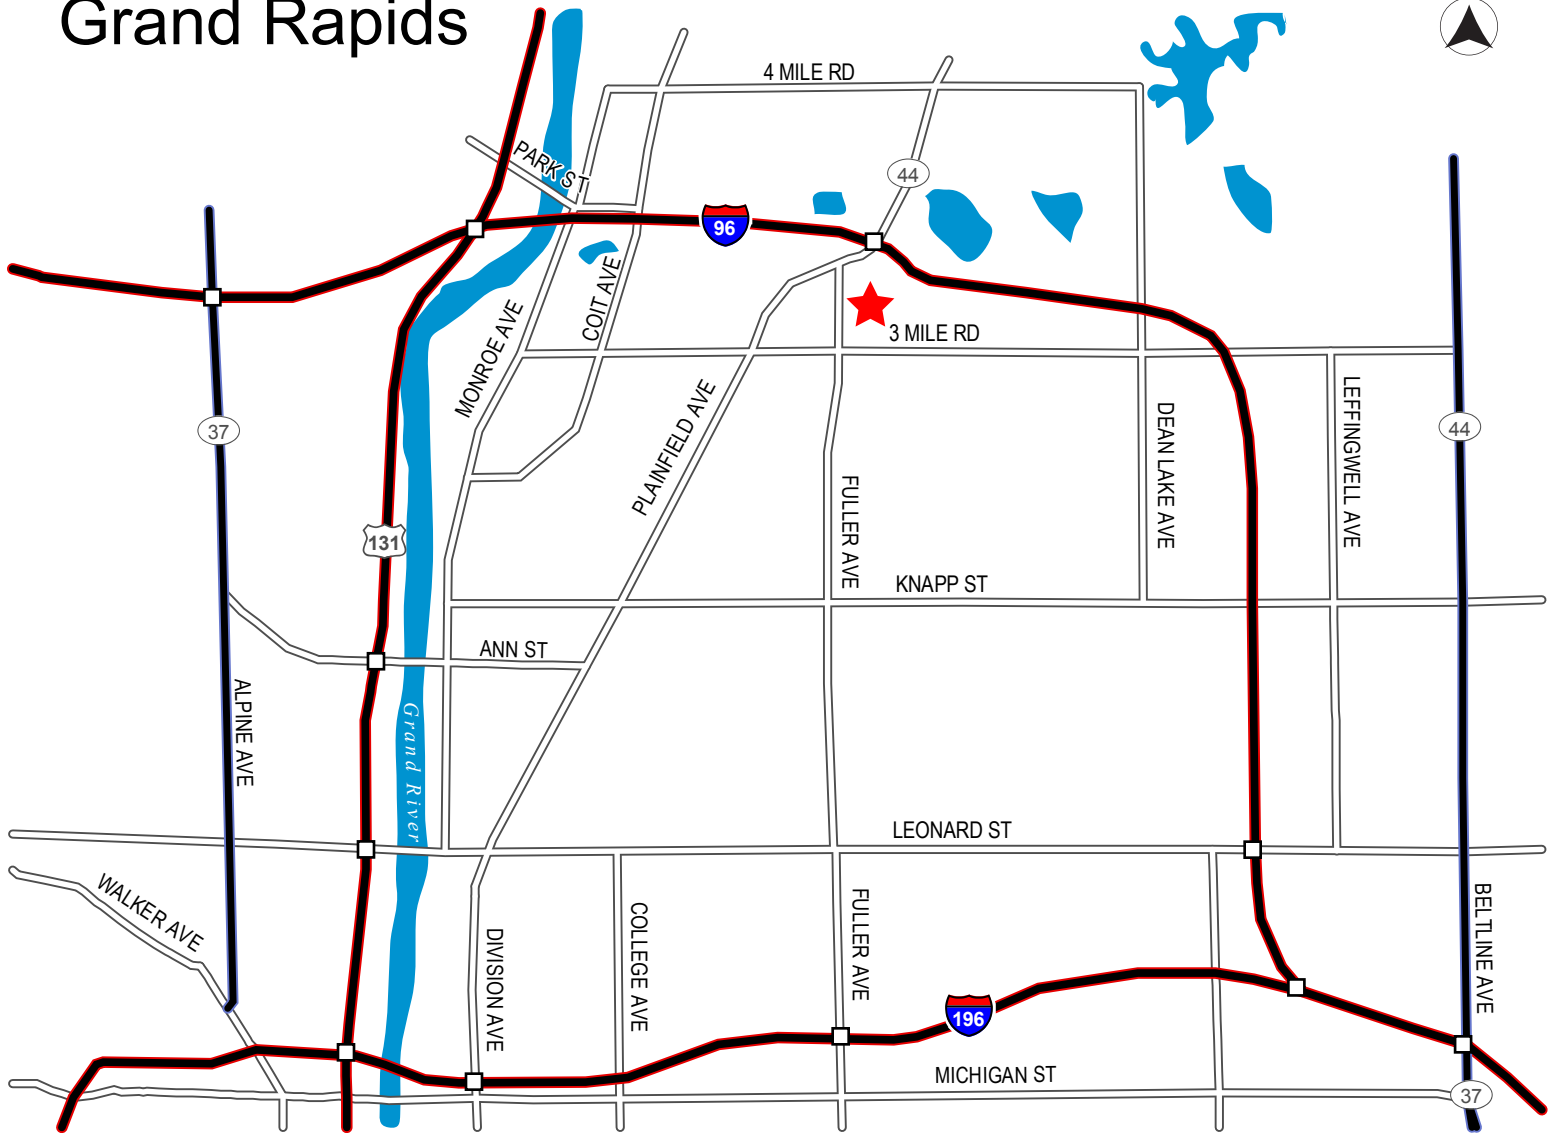 Grand Rapids
4 MILE RD
PARK ST
44
96
COIT AVE
MONROE AVE
3 MILE RD
PLAINFIELD AVE
LEFFINGWELL AVE
DEAN LAKE AVE
37
44
FULLER AVE
131
KNAPP ST
ANN ST
ALPINE AVE
Grand River
LEONARD ST
WALKER AVE
BELTLINE AVE
FULLER AVE
COLLEGE AVE
DIVISION AVE
196
MICHIGAN ST
37